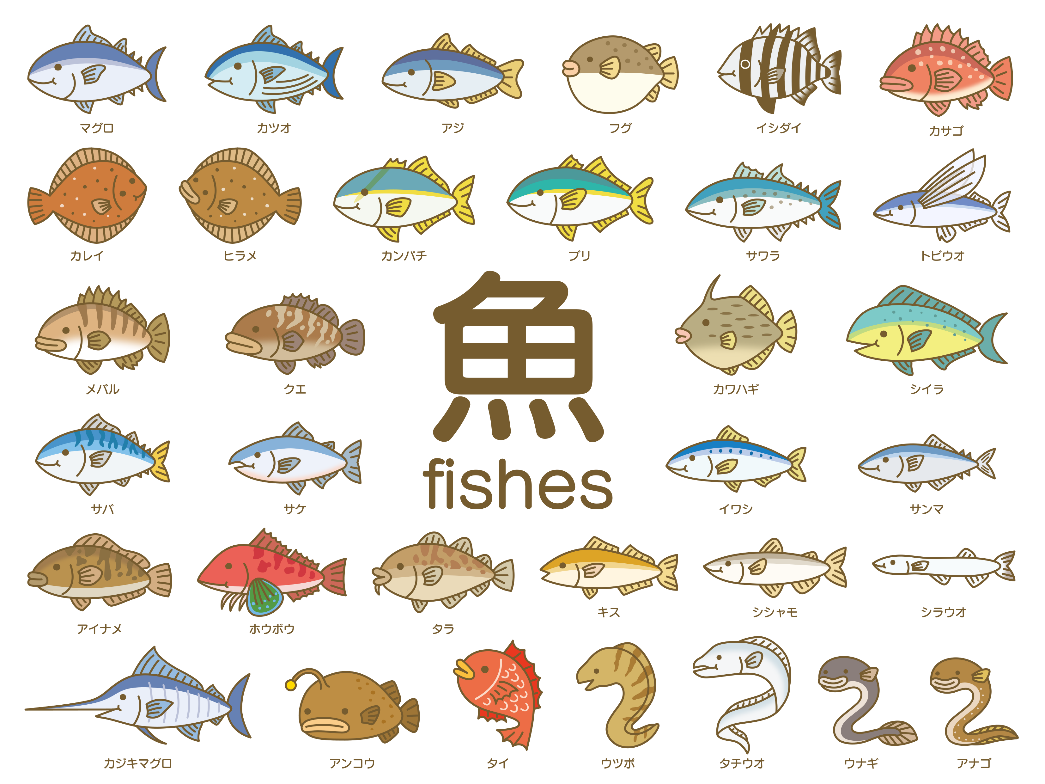 マグロ
カツオ
アジ
フグ
イシダイ
カサゴ
カレイ
ヒラメ
カンパチ
ブリ
サワラ
トビウオ
メバル
クエ
魚
カワハギ
シイラ
サバ
サケ
fishes
イワシ
サンマ
アイナメ
ホウボウ
タラ
キス
シシャモ
シラウオ
カジキマグロ
アンコウ
タイ
ウツボ
タチウオ
ウナギ
アナゴ